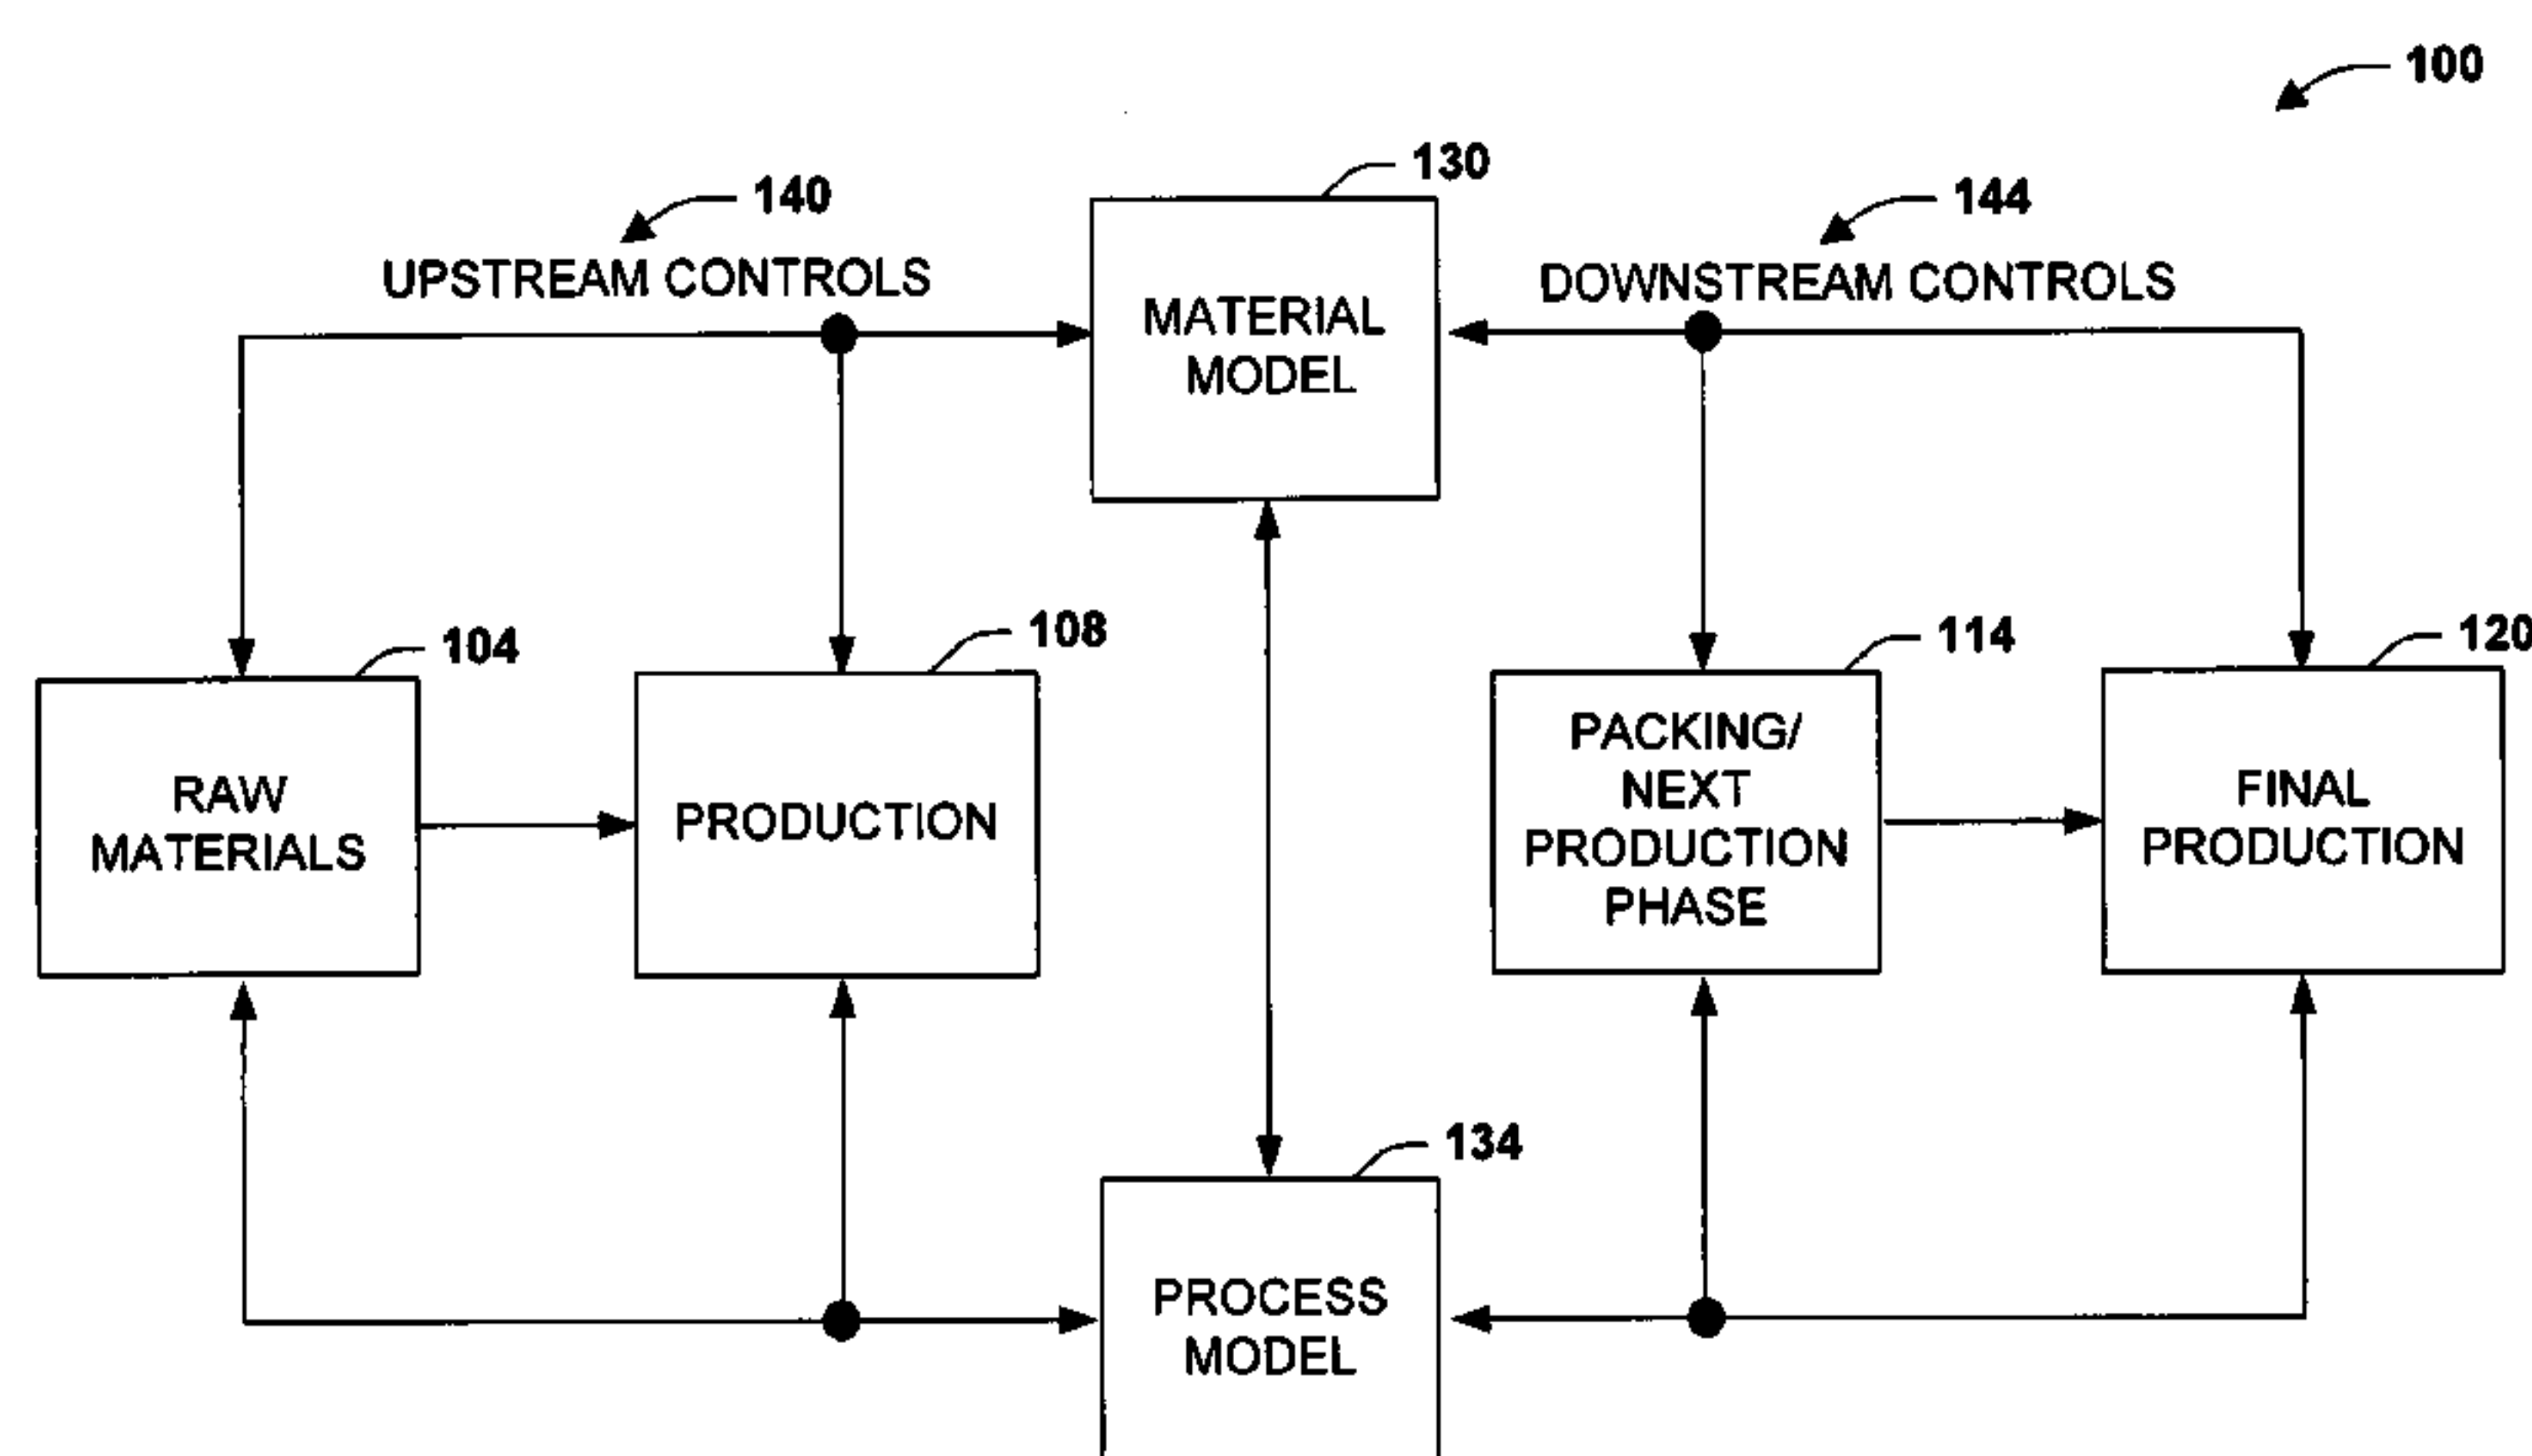 100
130
140
144
UPSTREAM CONTROLS
DOWNSTREAM CONTROLS
MATERIAL
MODEL
104
108
114
120
RAW
MATERIALS
PRODUCTION
PACKING/
NEXT
PRODUCTION
PHASE
FINAL
PRODUCTION
134
PROCESS
MODEL